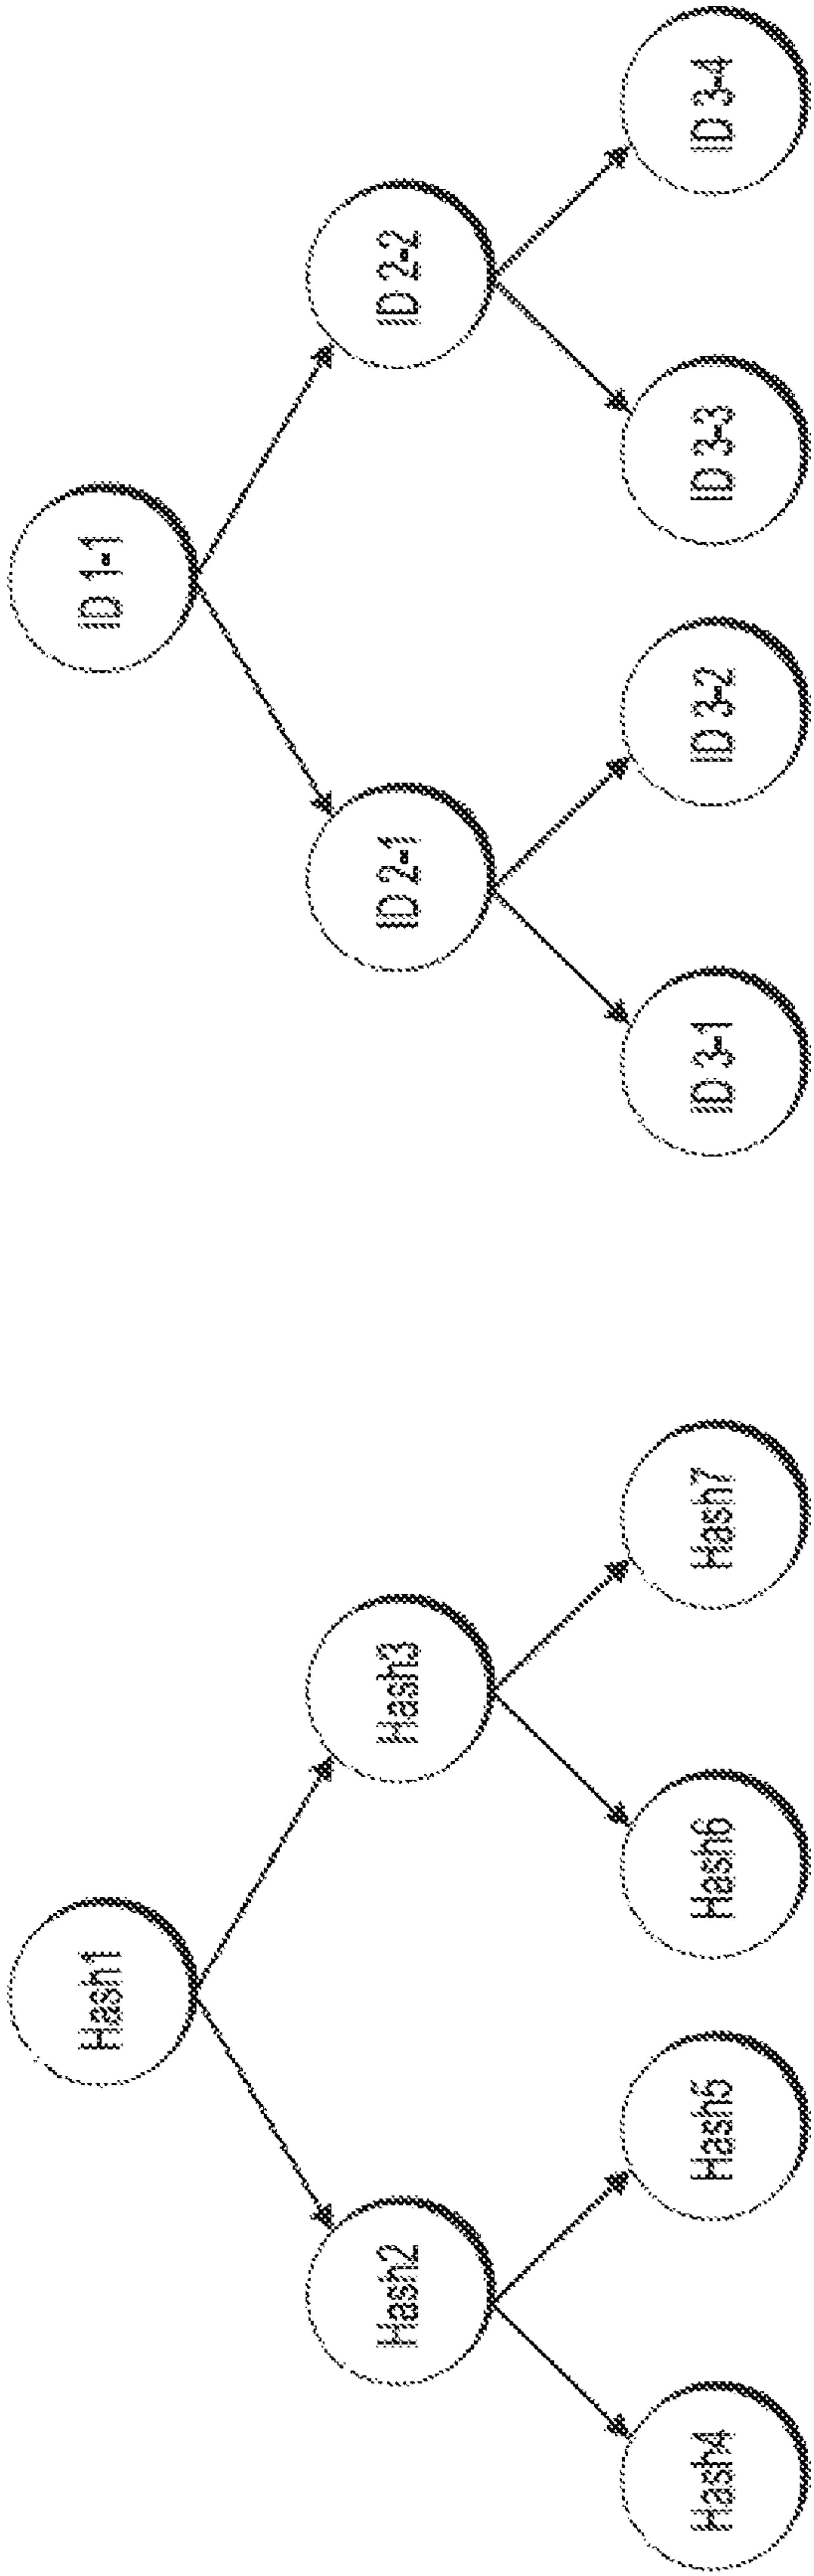 Hash1
Hash2
Hash3
Hash4
Hash5
Hash6
Hash7
ID 1-1
ID 2-1
ID 2-2
ID 3-1
ID 3-2
ID 3-3
ID 3-4